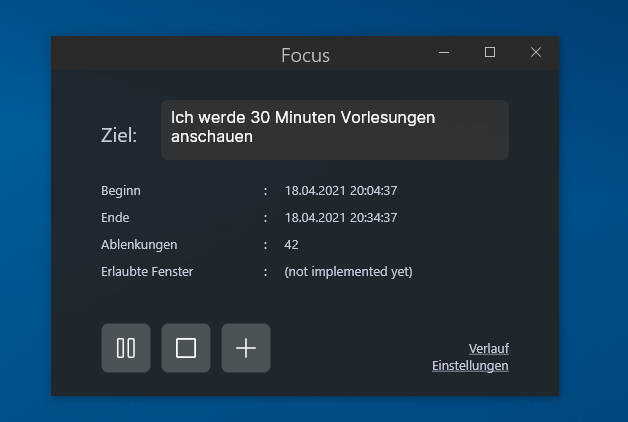 Focus
Ziel:
Ich werde 30 Minuten Vorlesungen
anschauen
Beginn : 18.04.2021 20:04:37
Ende : 18.04.2021 20:34:37
Ablenkungen : 42
Erlaubte Fenster : (not implemented yet)
Verlauf
Einstellungen